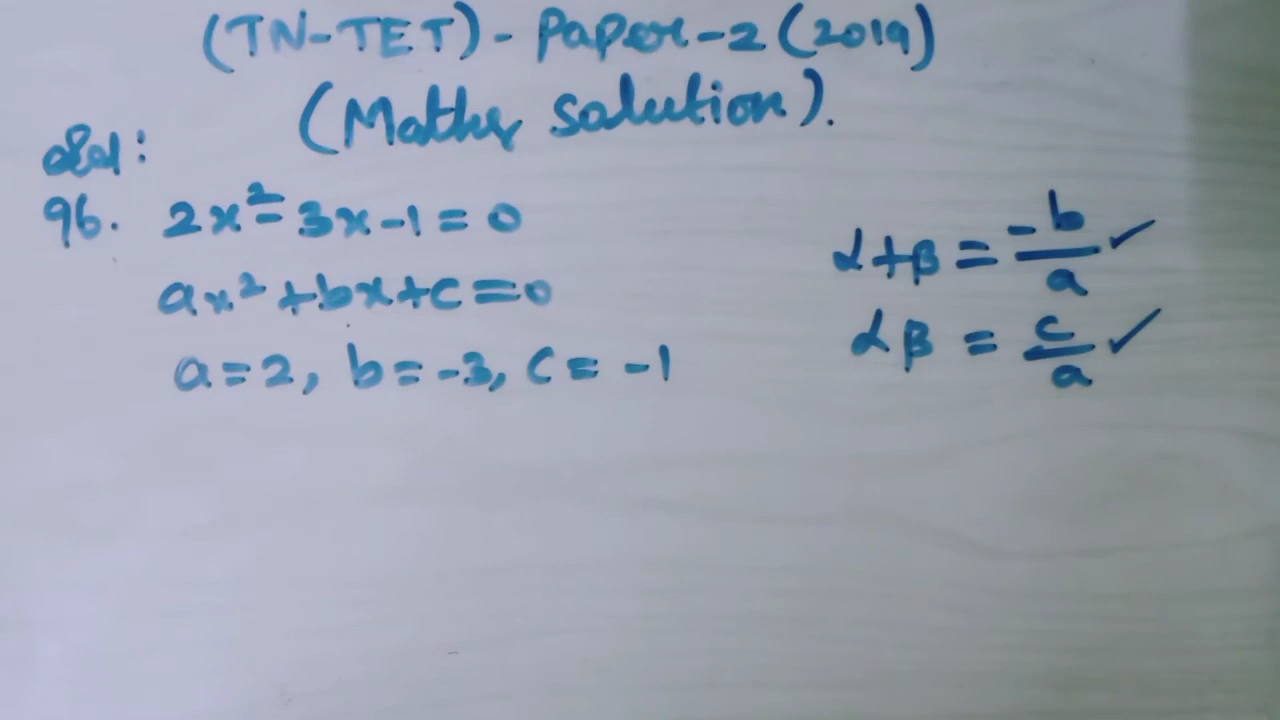 (TN-TET)-Paper-2(2019)
(Maths solution).
96. 2x²-3x-1=0
ax²+bx+c=0
a=2, b=-3, c= -1
α+β = -b/a ✓
αβ = c/a ✓